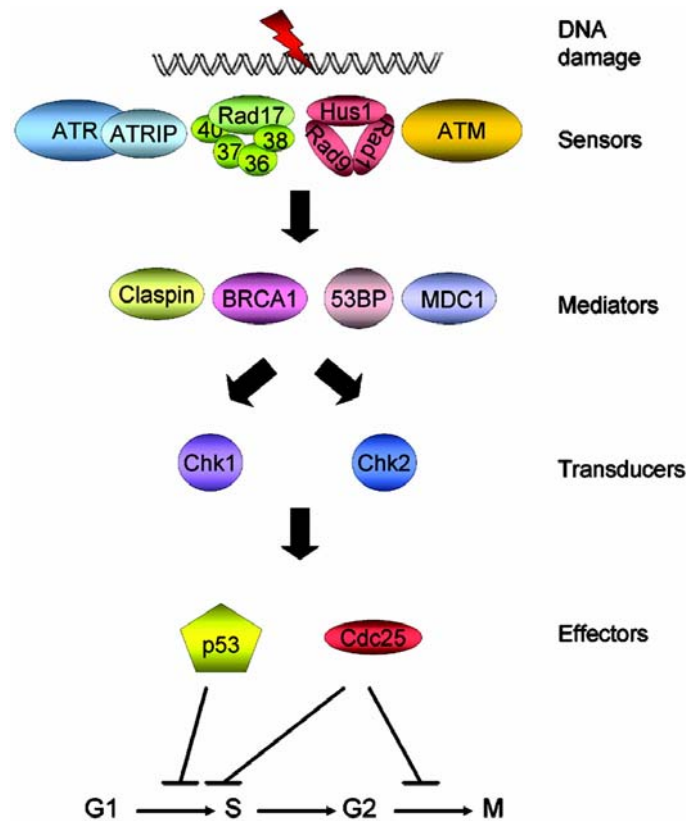 DNA
damage
ATR ATRIP 40 Rad17 38 37 36 Hus1 Rad9 Rad1 ATM Sensors
Claspin BRCA1 53BP MDC1 Mediators
Chk1 Chk2 Transducers
p53 Cdc25 Effectors
G1 S G2 M